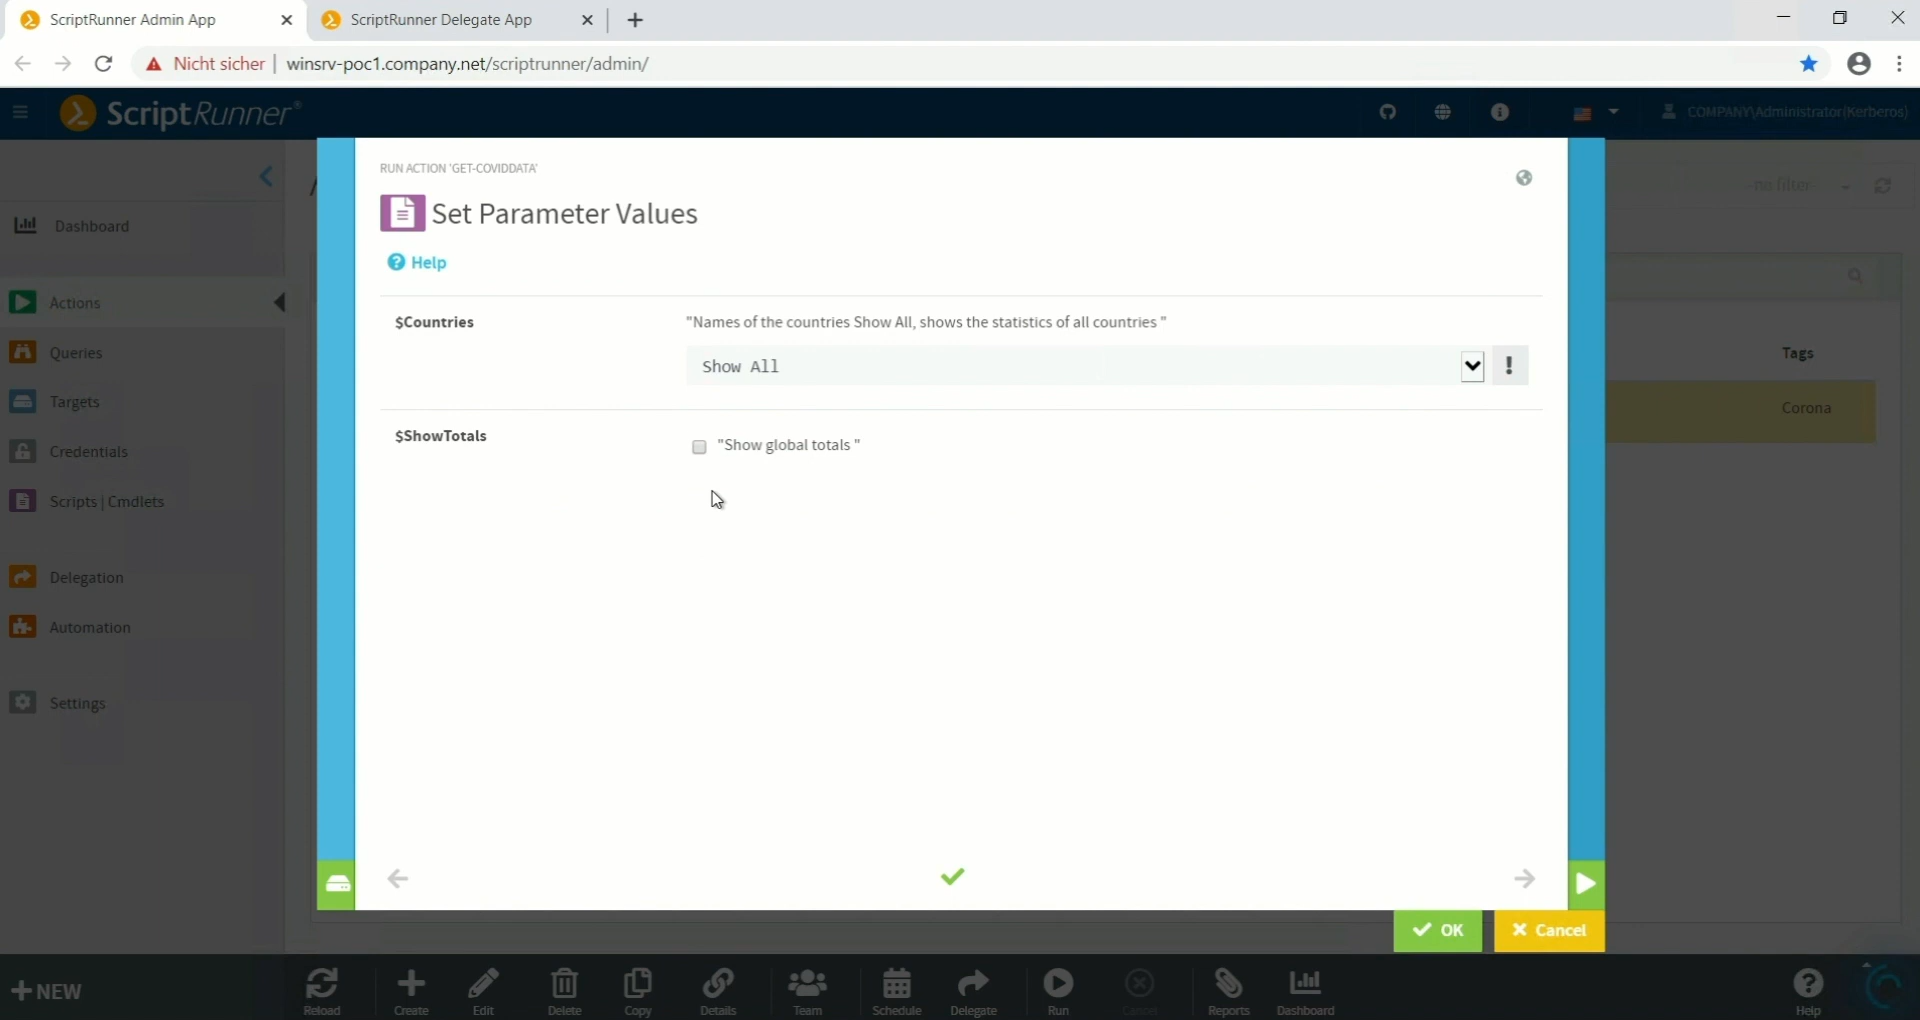 ScriptRunner Admin App
ScriptRunner Delegate App
Nicht sicher
winsrv-poc1.company.net/scriptrunner/admin/
ScriptRunner®
COMPANY\Administrator(Kerberos)
RUN ACTION 'GET-COVIDDATA'
-no filter-
Set Parameter Values
Dashboard
Help
Actions
$Countries
"Names of the countries Show All, shows the statistics of all countries "
Queries
Show All
!
Tags
Targets
Corona
$ShowTotals
"Show global totals "
Credentials
Scripts | Cmdlets
Delegation
Automation
Settings
OK
Cancel
NEW
Reload
Create
Edit
Delete
Copy
Details
Team
Schedule
Delegate
Run
Cancel
Reports
Dashboard
Help